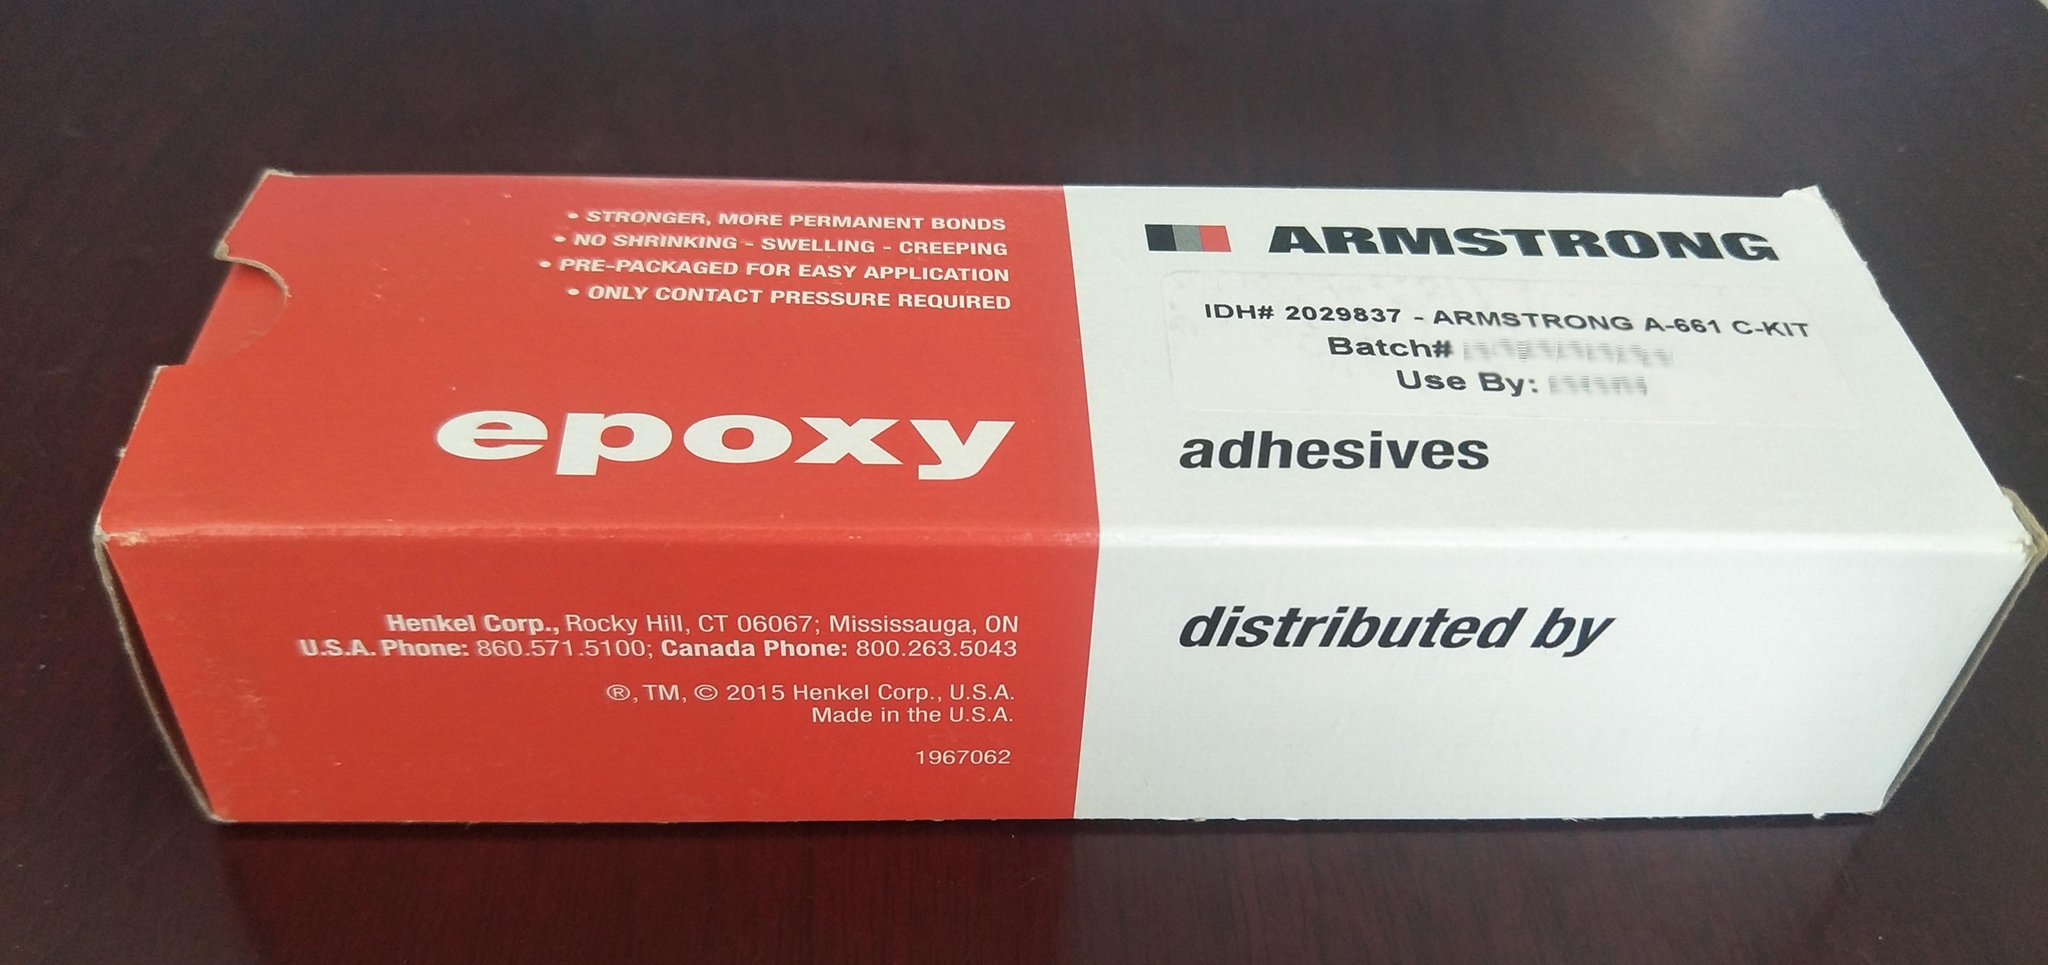 • STRONGER, MORE PERMANENT BONDS
• NO SHRINKING - SWELLING - CREEPING
• PRE-PACKAGED FOR EASY APPLICATION
• ONLY CONTACT PRESSURE REQUIRED
epoxy
ARMSTRONG
IDH# 2029837 - ARMSTRONG A-661 C-KIT
Batch#
Use By:
adhesives
Henkel Corp., Rocky Hill, CT 06067; Mississauga, ON
U.S.A. Phone: 860.571.5100; Canada Phone: 800.263.5043
®, TM, © 2015 Henkel Corp., U.S.A.
Made in the U.S.A.
1967062
distributed by